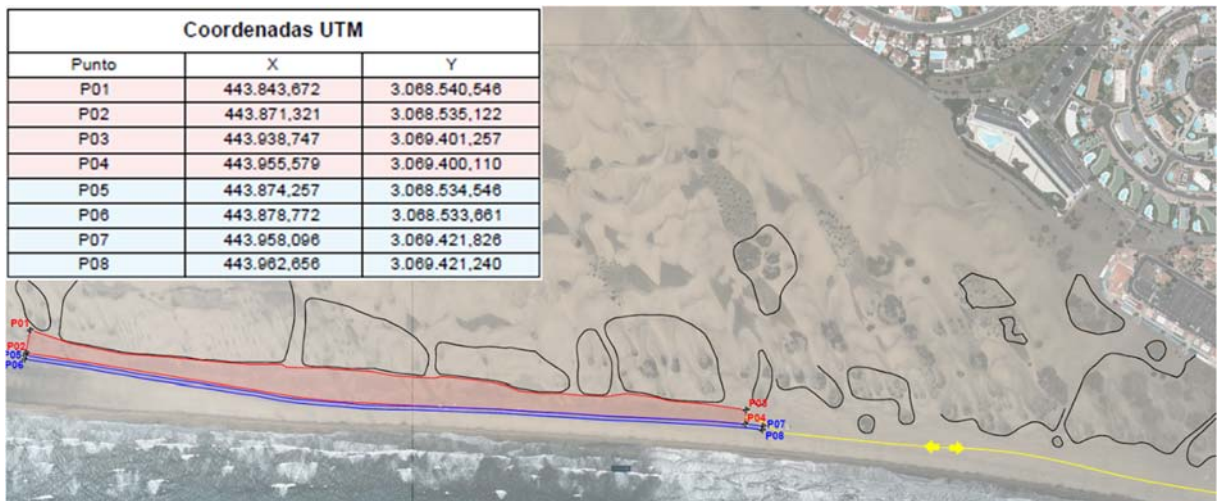 Coordenadas UTM
Punto X Y
P01 443.843,672 3.068.540,546
P02 443.871,321 3.068.535,122
P03 443.938,747 3.069.401,257
P04 443.955,579 3.069.400,110
P05 443.874,257 3.068.534,546
P06 443.878,772 3.068.533,661
P07 443.958,096 3.069.421,826
P08 443.962,656 3.069.421,240
P01
P02
P05
P06
P03
P04
P07
P08